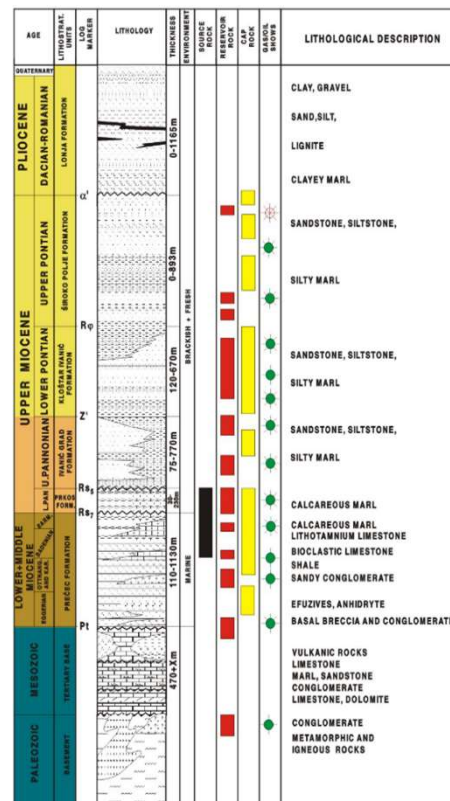 AGE
LITHOSTRAT. UNITS
LOG MARKER
LITHOLOGY
THICKNESS
ENVIRONMENT
SOURCE ROCK
RESERVOIR ROCK
CAP ROCK
GAS/OIL SHOWS
LITHOLOGICAL DESCRIPTION
QUATERNARY
PLIOCENE
DACIAN-ROMANIAN
LONJA FORMATION
0-1165m
CLAY, GRAVEL
SAND,SILT,
LIGNITE
CLAYEY MARL
α'
UPPER MIOCENE
UPPER PONTIAN
ŠIROKO POLJE FORMATION
0-893m
BRACKISH + FRESH
SANDSTONE, SILTSTONE,
SILTY MARL
Rφ
LOWER PONTIAN
KLOŠTAR IVANIĆ FORMATION
120-670m
SANDSTONE, SILTSTONE,
SILTY MARL
Z'
U.PANNONIAN
IVANIĆ GRAD FORMATION
75-770m
SANDSTONE, SILTSTONE,
SILTY MARL
Rs₅
L.PAN
PRKOS FORM.
CALCAREOUS MARL
Rs₇
LOWER+MIDDLE MIOCENE
PREČEC FORMATION
110-1130m
MARINE
CALCAREOUS MARL
LITHOTAMNIUM LIMESTONE
BIOCLASTIC LIMESTONE
SHALE
SANDY CONGLOMERATE
EFUZIVES, ANHIDRYTE
BASAL BRECCIA AND CONGLOMERATE
Pt
MESOZOIC
TERTIARY BASE
470+Xm
VULKANIC ROCKS
LIMESTONE
MARL, SANDSTONE
CONGLOMERATE
LIMESTONE, DOLOMITE
PALEOZOIC
BASEMENT
CONGLOMERATE
METAMORPHIC AND
IGNEOUS ROCKS